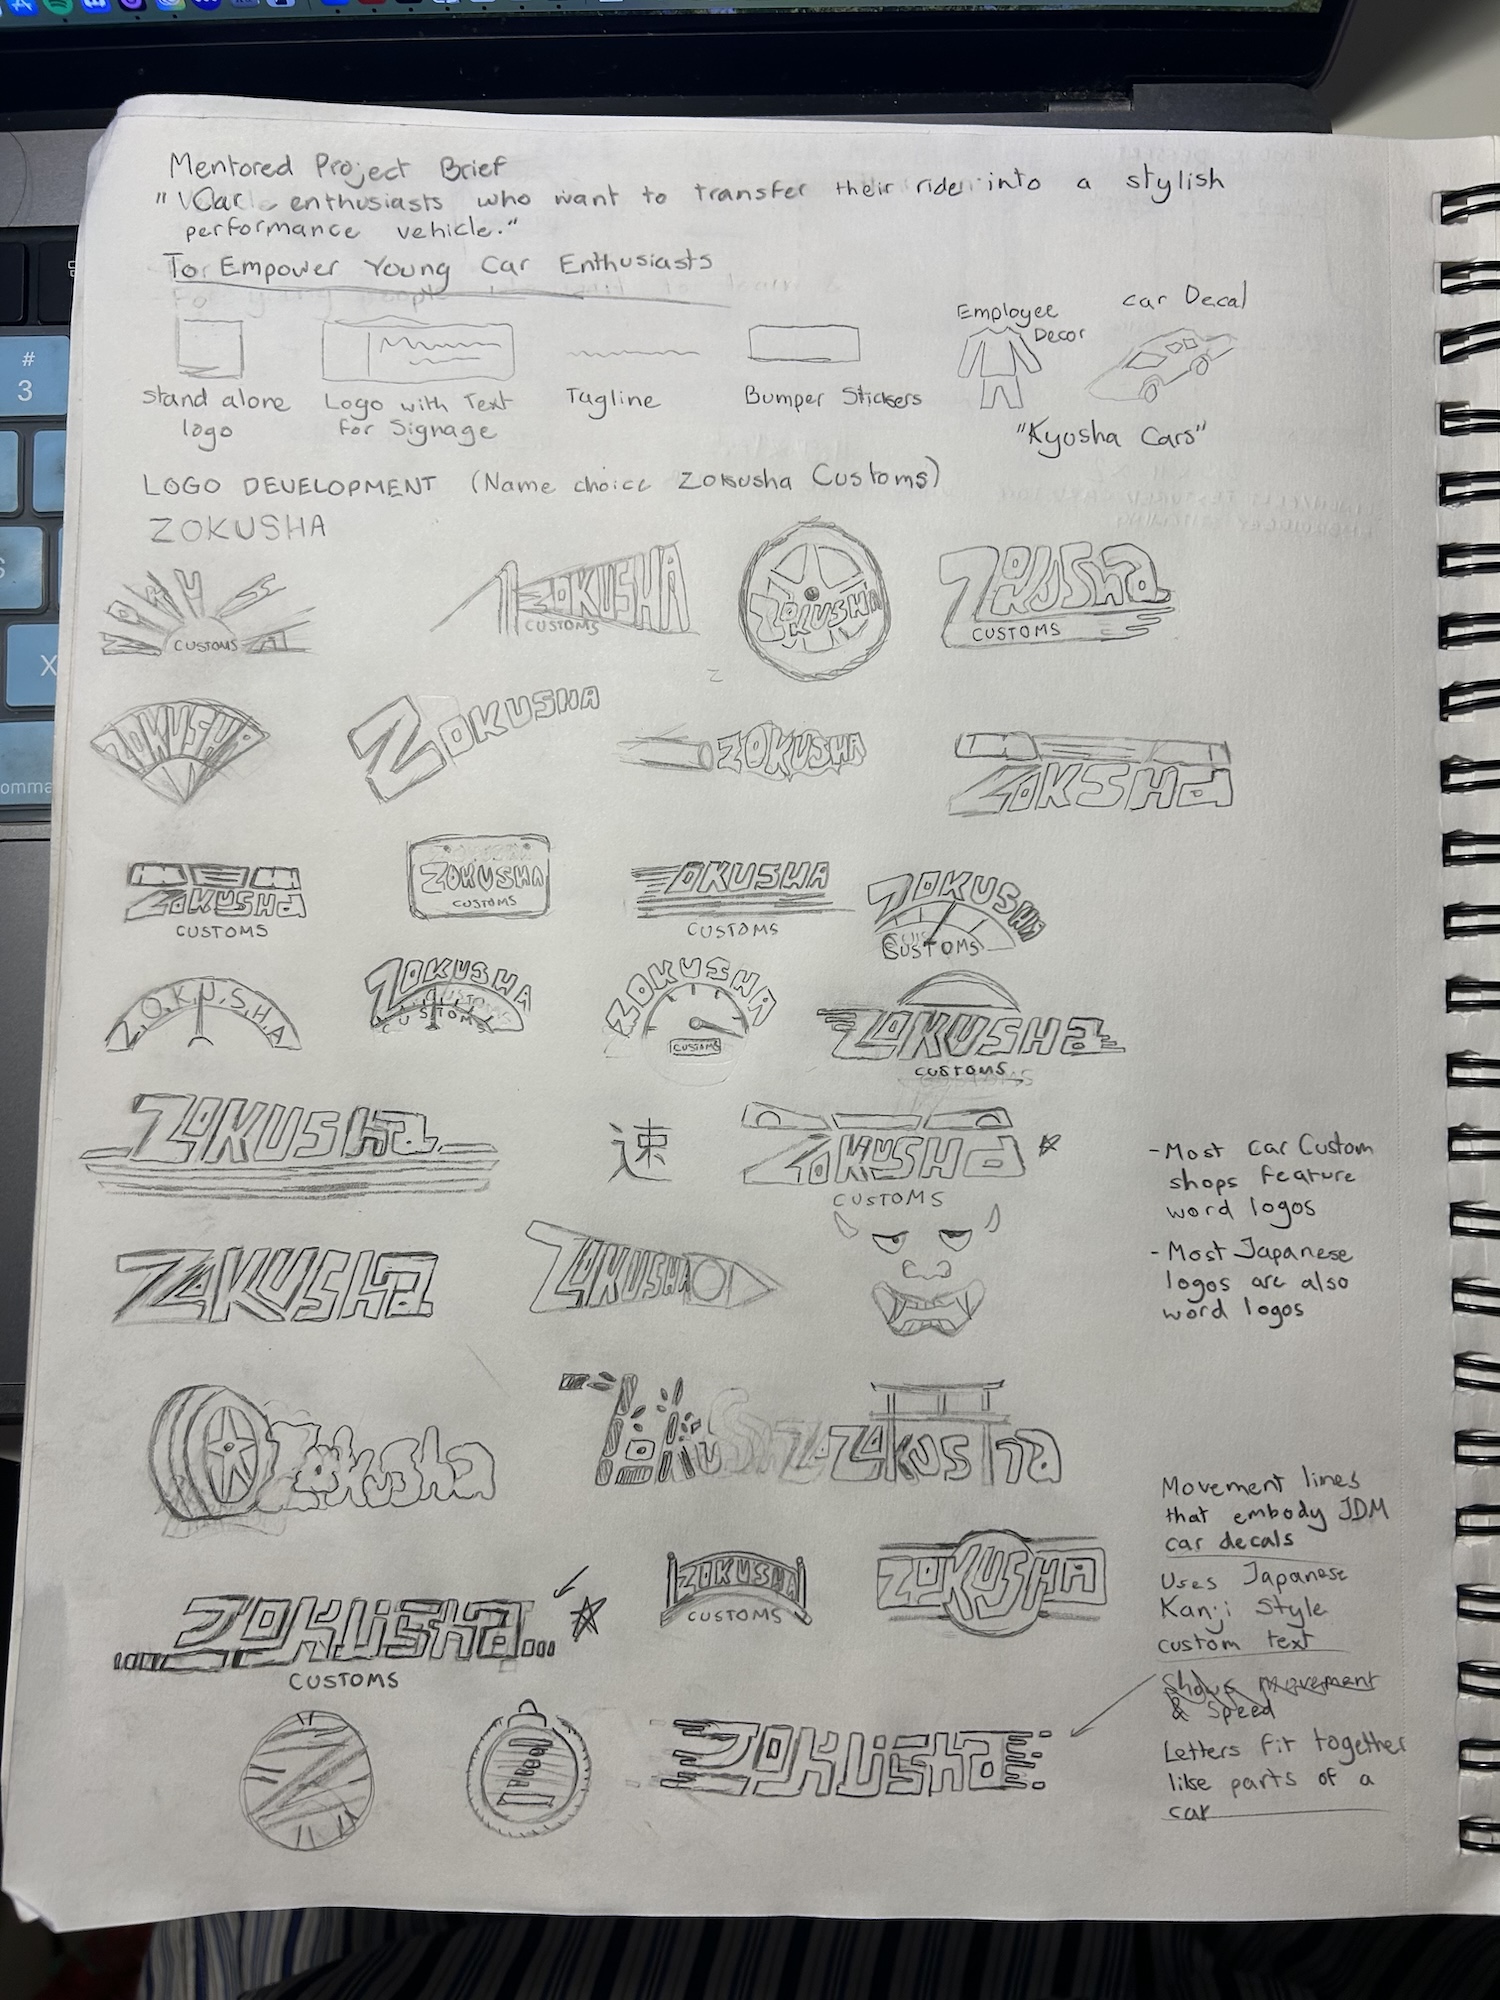 Mentored Project Brief
"Car enthusiasts who want to transfer their ride into a stylish
performance vehicle."
To Empower Young Car Enthusiasts
Employee
Decor
car Decal
stand alone
logo
Logo with Text
for Signage
Tagline
Bumper Stickers
"Kyusha Cars"
LOGO DEVELOPMENT (Name choice Zokusha Customs)
ZOKUSHA
ZOKUSHA
CUSTOMS
ZOKUSHA
CUSTOMS
ZOKUSHA
ZOKUSha
CUSTOMS
ZOKUSHA
ZOKUSHA
ZOKUSHA
ZOKSHa
ZOKUSHa
CUSTOMS
ZOKUSHA
CUSTOMS
ZOKUSHA
CUSTOMS
ZOKUSHA
CUSTOMS
Z.O.K.U.S.H.A
ZOKUSHA
CUSTOMS
ZOKUSHA
CUSTOMS
ZOKUSHa
CUSTOMS
ZOKUSHa
速
ZOKUSHa
CUSTOMS
- Most car Custom
shops feature
word logos
- Most Japanese
logos are also
word logos
ZOKUSHa
ZOKUSHA
Zokusha
ZOKU
ZOKUSha
Movement lines
that embody JDM
car decals
Uses Japanese
Kanji Style
custom text
Shows movement
& Speed
Letters fit together
like parts of a
car
ZOKUSHa
CUSTOMS
ZOKUSHA
CUSTOMS
ZOKUSHA
Z
Z
ZOKUSHa
#
3
X